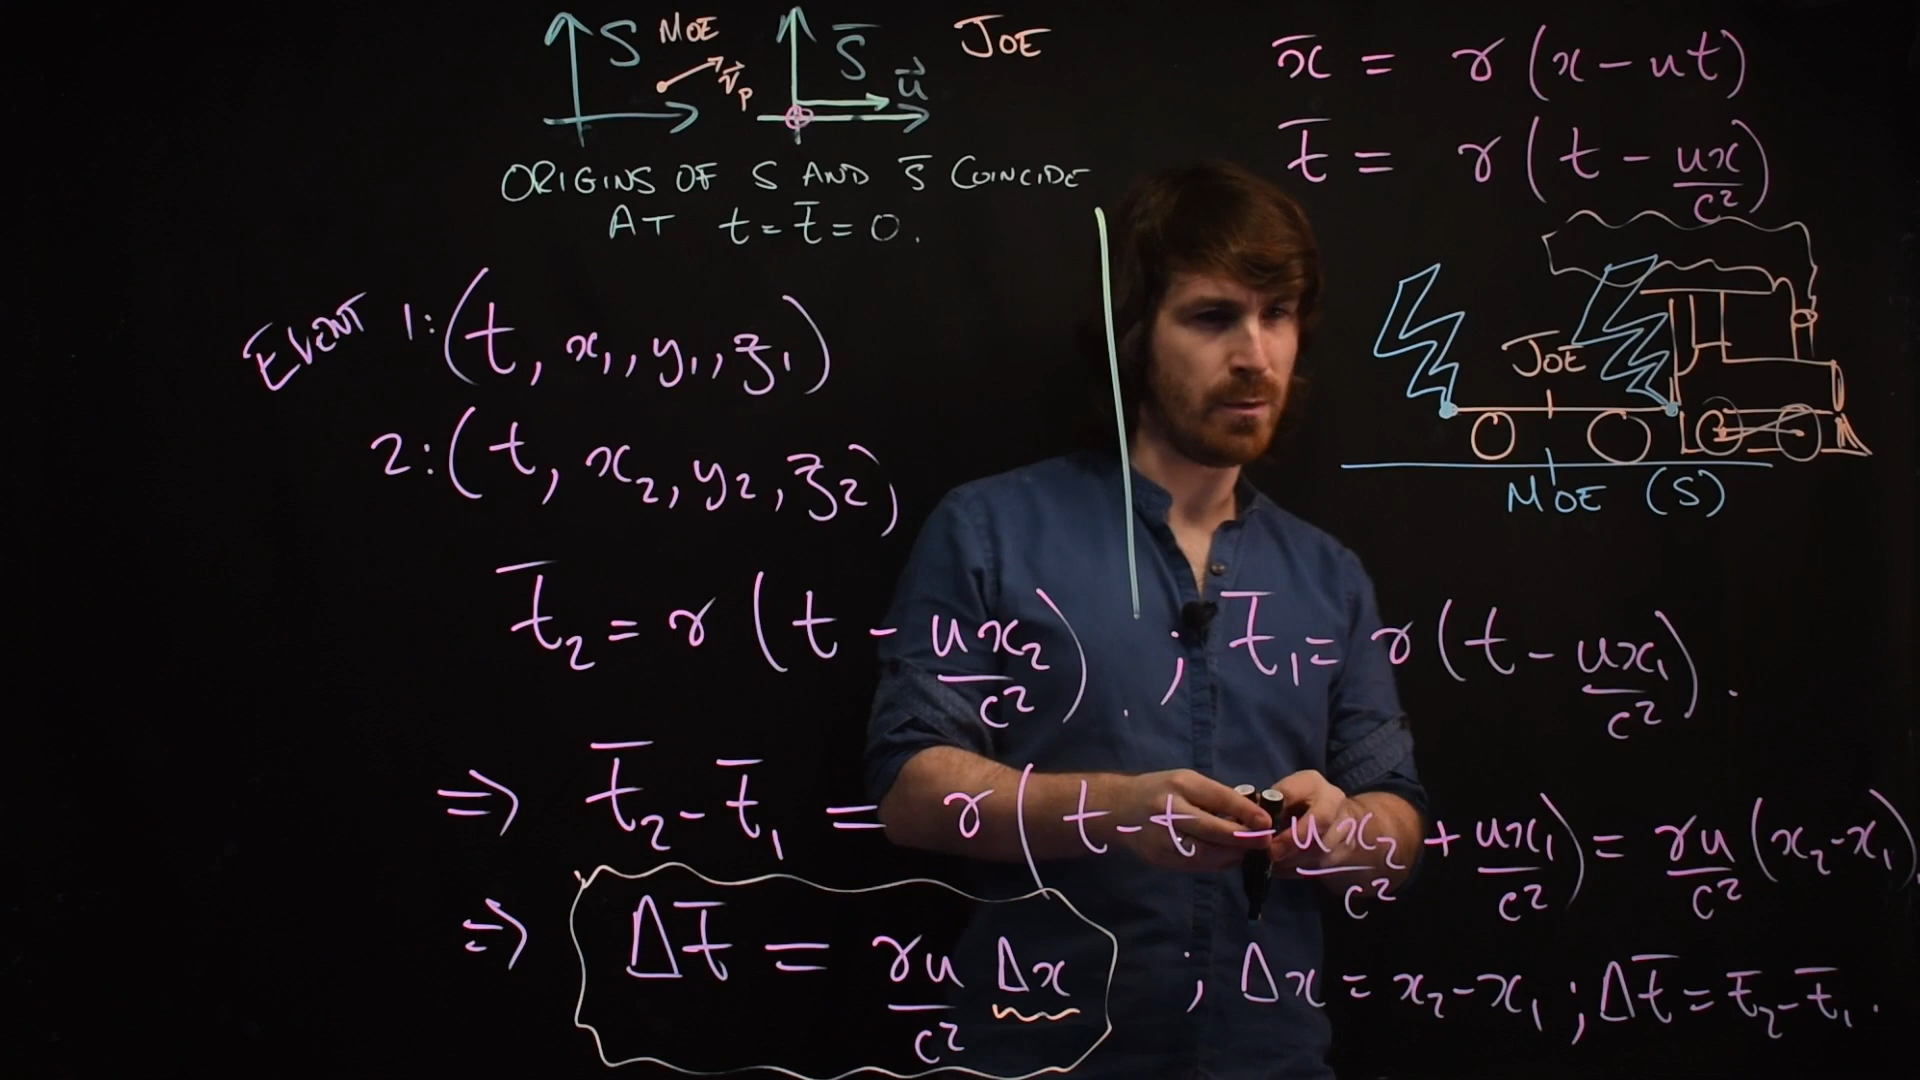 S MOE v⃗ₚ S̄ u⃗ JOE
ORIGINS OF S AND S̄ COINCIDE
AT t = t̄ = 0.
x̄ = γ(x - ut)
t̄ = γ(t - ux/c²)
JOE
MOE (S)
EVENT 1: (t, x₁, y₁, z₁)
2: (t, x₂, y₂, z₂)
t̄₂ = γ(t - ux₂/c²) ; t̄₁ = γ(t - ux₁/c²).
⇒ t̄₂ - t̄₁ = γ(t - t - ux₂/c² + ux₁/c²) = γu/c² (x₂ - x₁)
⇒ Δt̄ = γu/c² Δx ; Δx = x₂ - x₁ ; Δt̄ = t̄₂ - t̄₁.